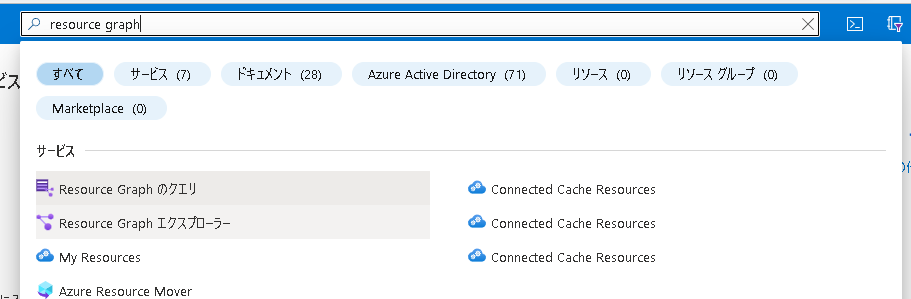 resource graph
すべて サービス (7) ドキュメント (28) Azure Active Directory (71) リソース (0) リソース グループ (0)
Marketplace (0)
サービス
Resource Graph のクエリ Connected Cache Resources
Resource Graph エクスプローラー Connected Cache Resources
My Resources Connected Cache Resources
Azure Resource Mover